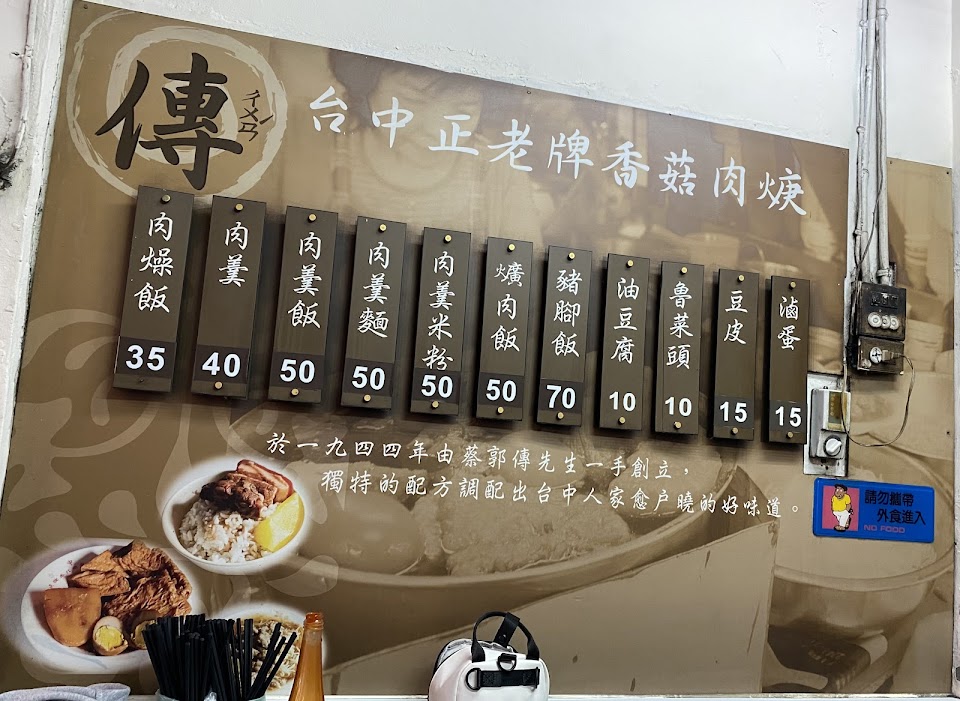 傳
ㄔㄨㄢˊ
台中正老牌香菇肉焿
肉燥飯
35
肉羹
40
肉羹飯
50
肉羹麵
50
肉羹米粉
50
爌肉飯
50
豬腳飯
70
油豆腐
10
魯菜頭
10
豆皮
15
滷蛋
15
於一九四四年由蔡郭傳先生一手創立，
獨特的配方調配出台中人家愈户曉的好味道。
請勿攜帶
外食進入
NO FOOD